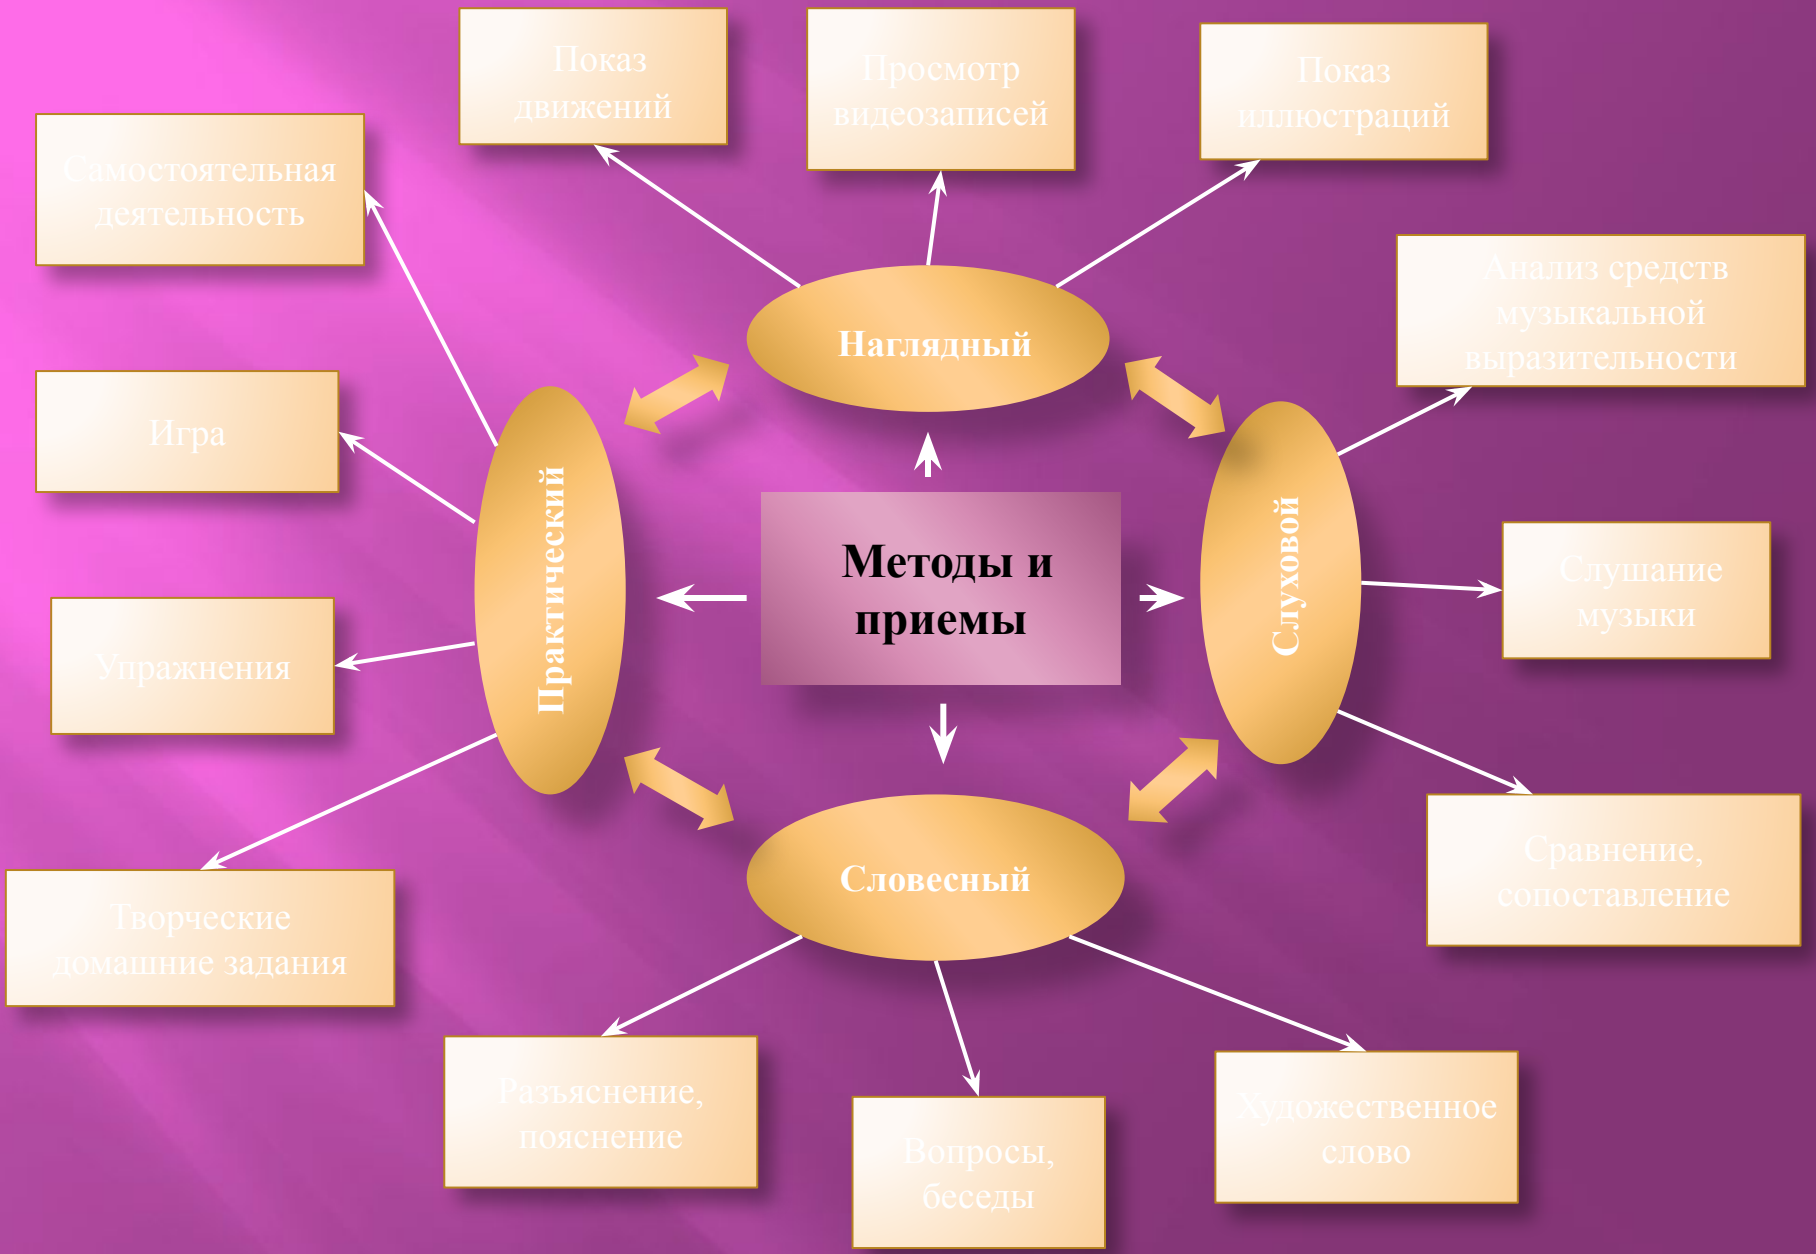 Показ
движений
Просмотр
видеозаписей
Показ
иллюстраций
Самостоятельная
деятельность
Анализ средств
музыкальной
выразительности
Наглядный
Игра
Практический
Методы и
приемы
Слуховой
Слушание
музыки
Упражнения
Сравнение,
сопоставление
Словесный
Творческие
домашние задания
Разъяснение,
пояснение
Вопросы,
беседы
Художественное
слово